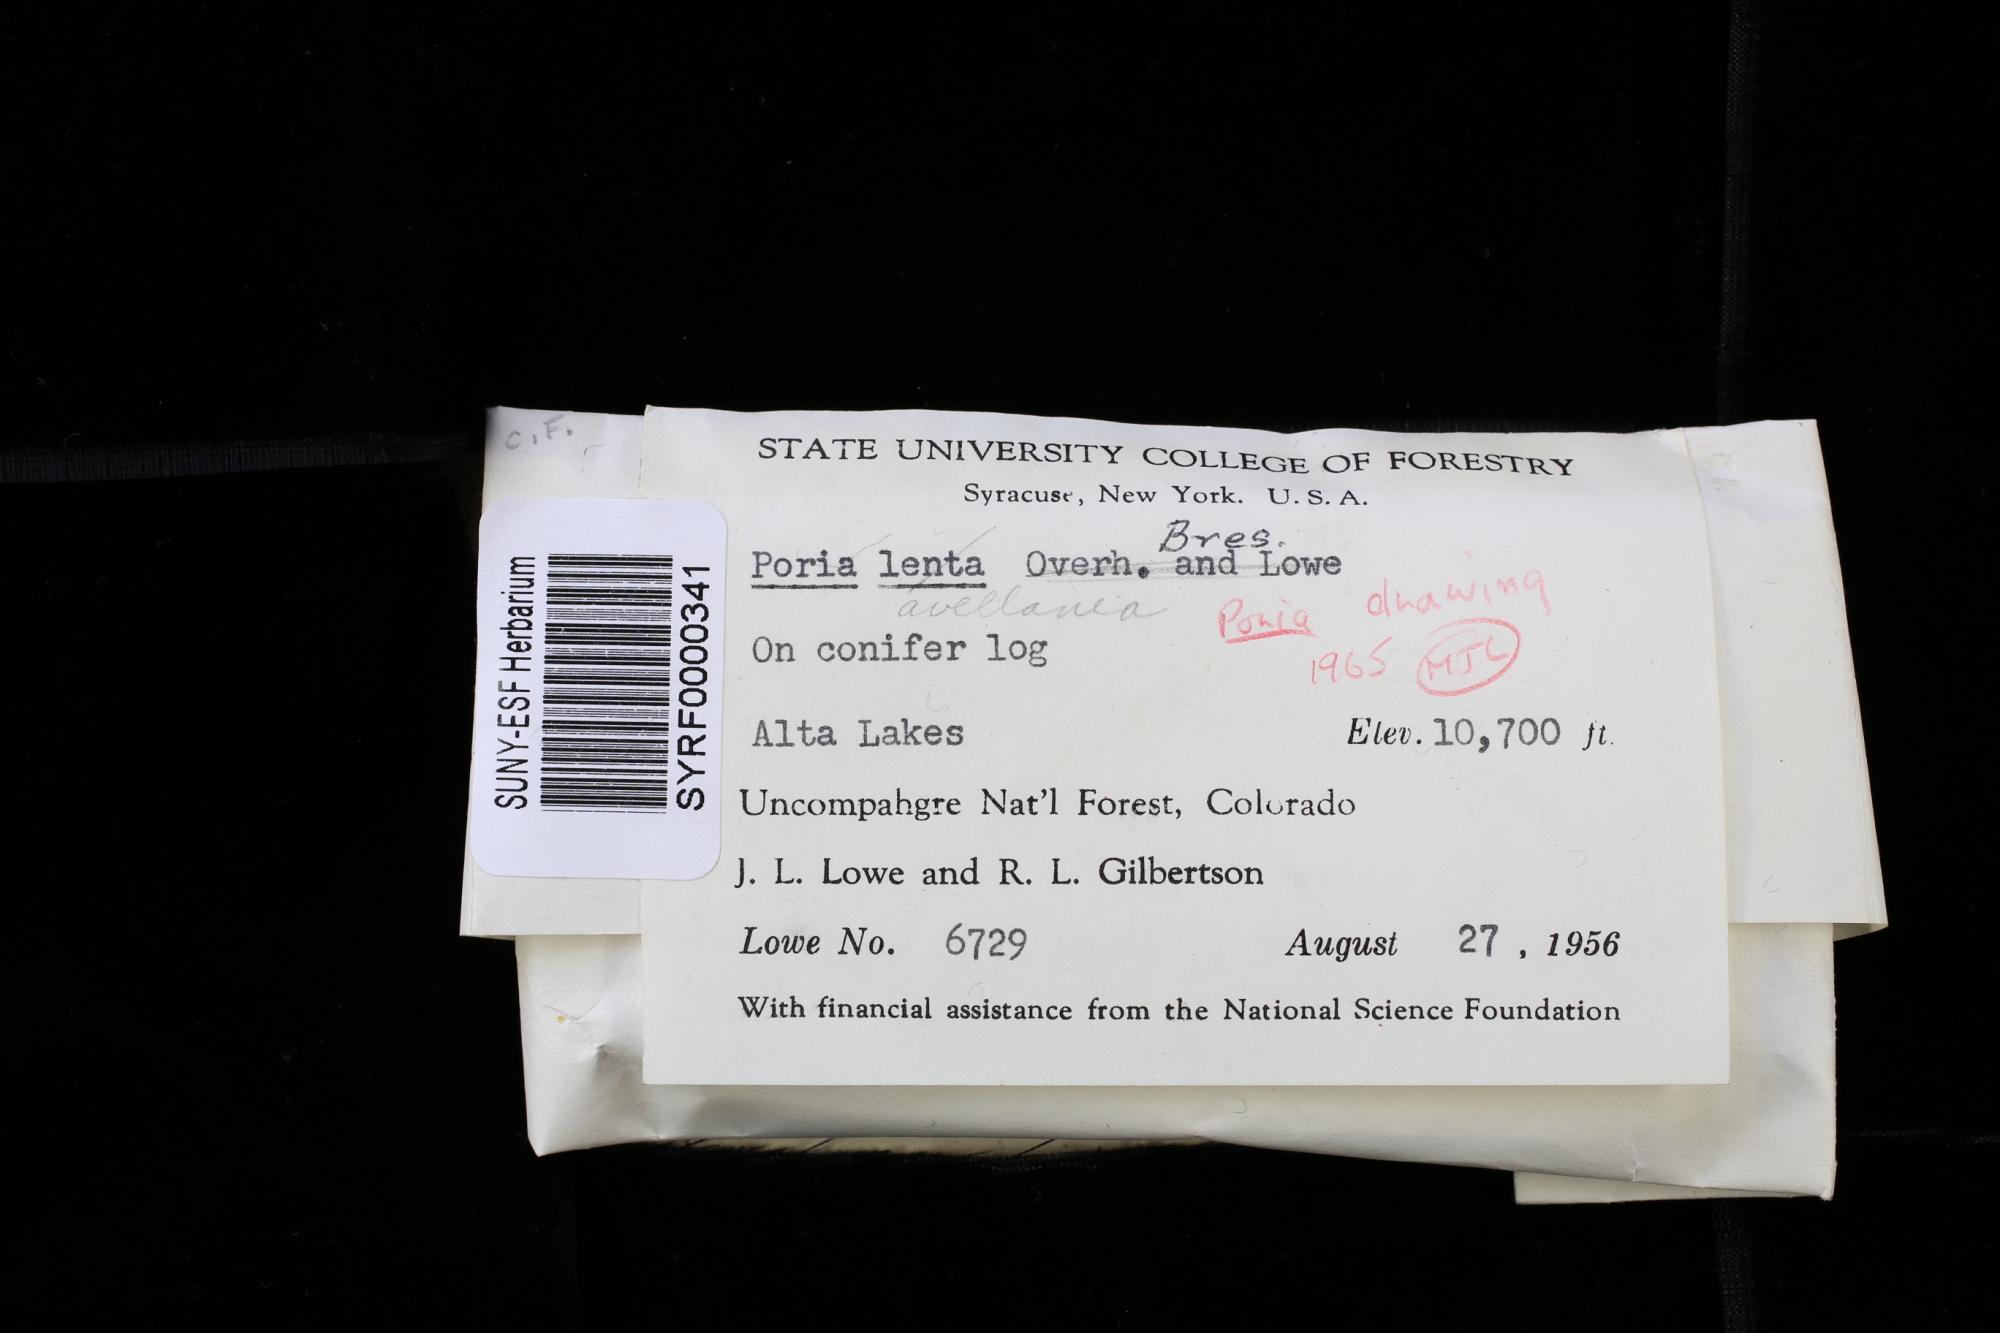 C.F.
SUNY-ESF Herbarium
SYRF0000341
STATE UNIVERSITY COLLEGE OF FORESTRY
Syracuse, New York. U. S. A.
Bres.
Poria lenta Overh. and Lowe
avellanea
Poria drawing
1965 MJL
On conifer log
Alta Lakes Elev. 10,700 ft.
Uncompahgre Nat'l Forest, Colorado
J. L. Lowe and R. L. Gilbertson
Lowe No. 6729 August 27, 1956
With financial assistance from the National Science Foundation